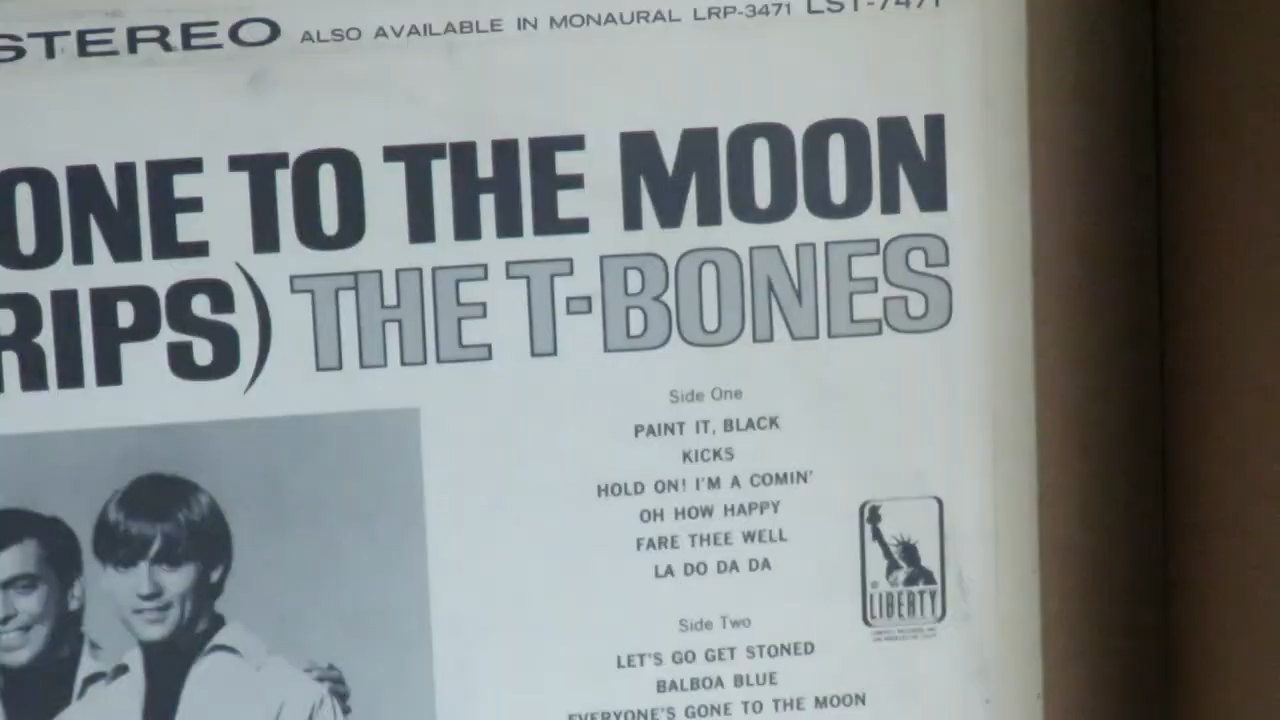 STEREO ALSO AVAILABLE IN MONAURAL LRP-3471 LST-7471
ONE TO THE MOON
RIPS) THE T-BONES
Side One
PAINT IT, BLACK
KICKS
HOLD ON! I'M A COMIN'
OH HOW HAPPY
FARE THEE WELL
LA DO DA DA
LIBERTY
Side Two
LET'S GO GET STONED
BALBOA BLUE
EVERYONE'S GONE TO THE MOON